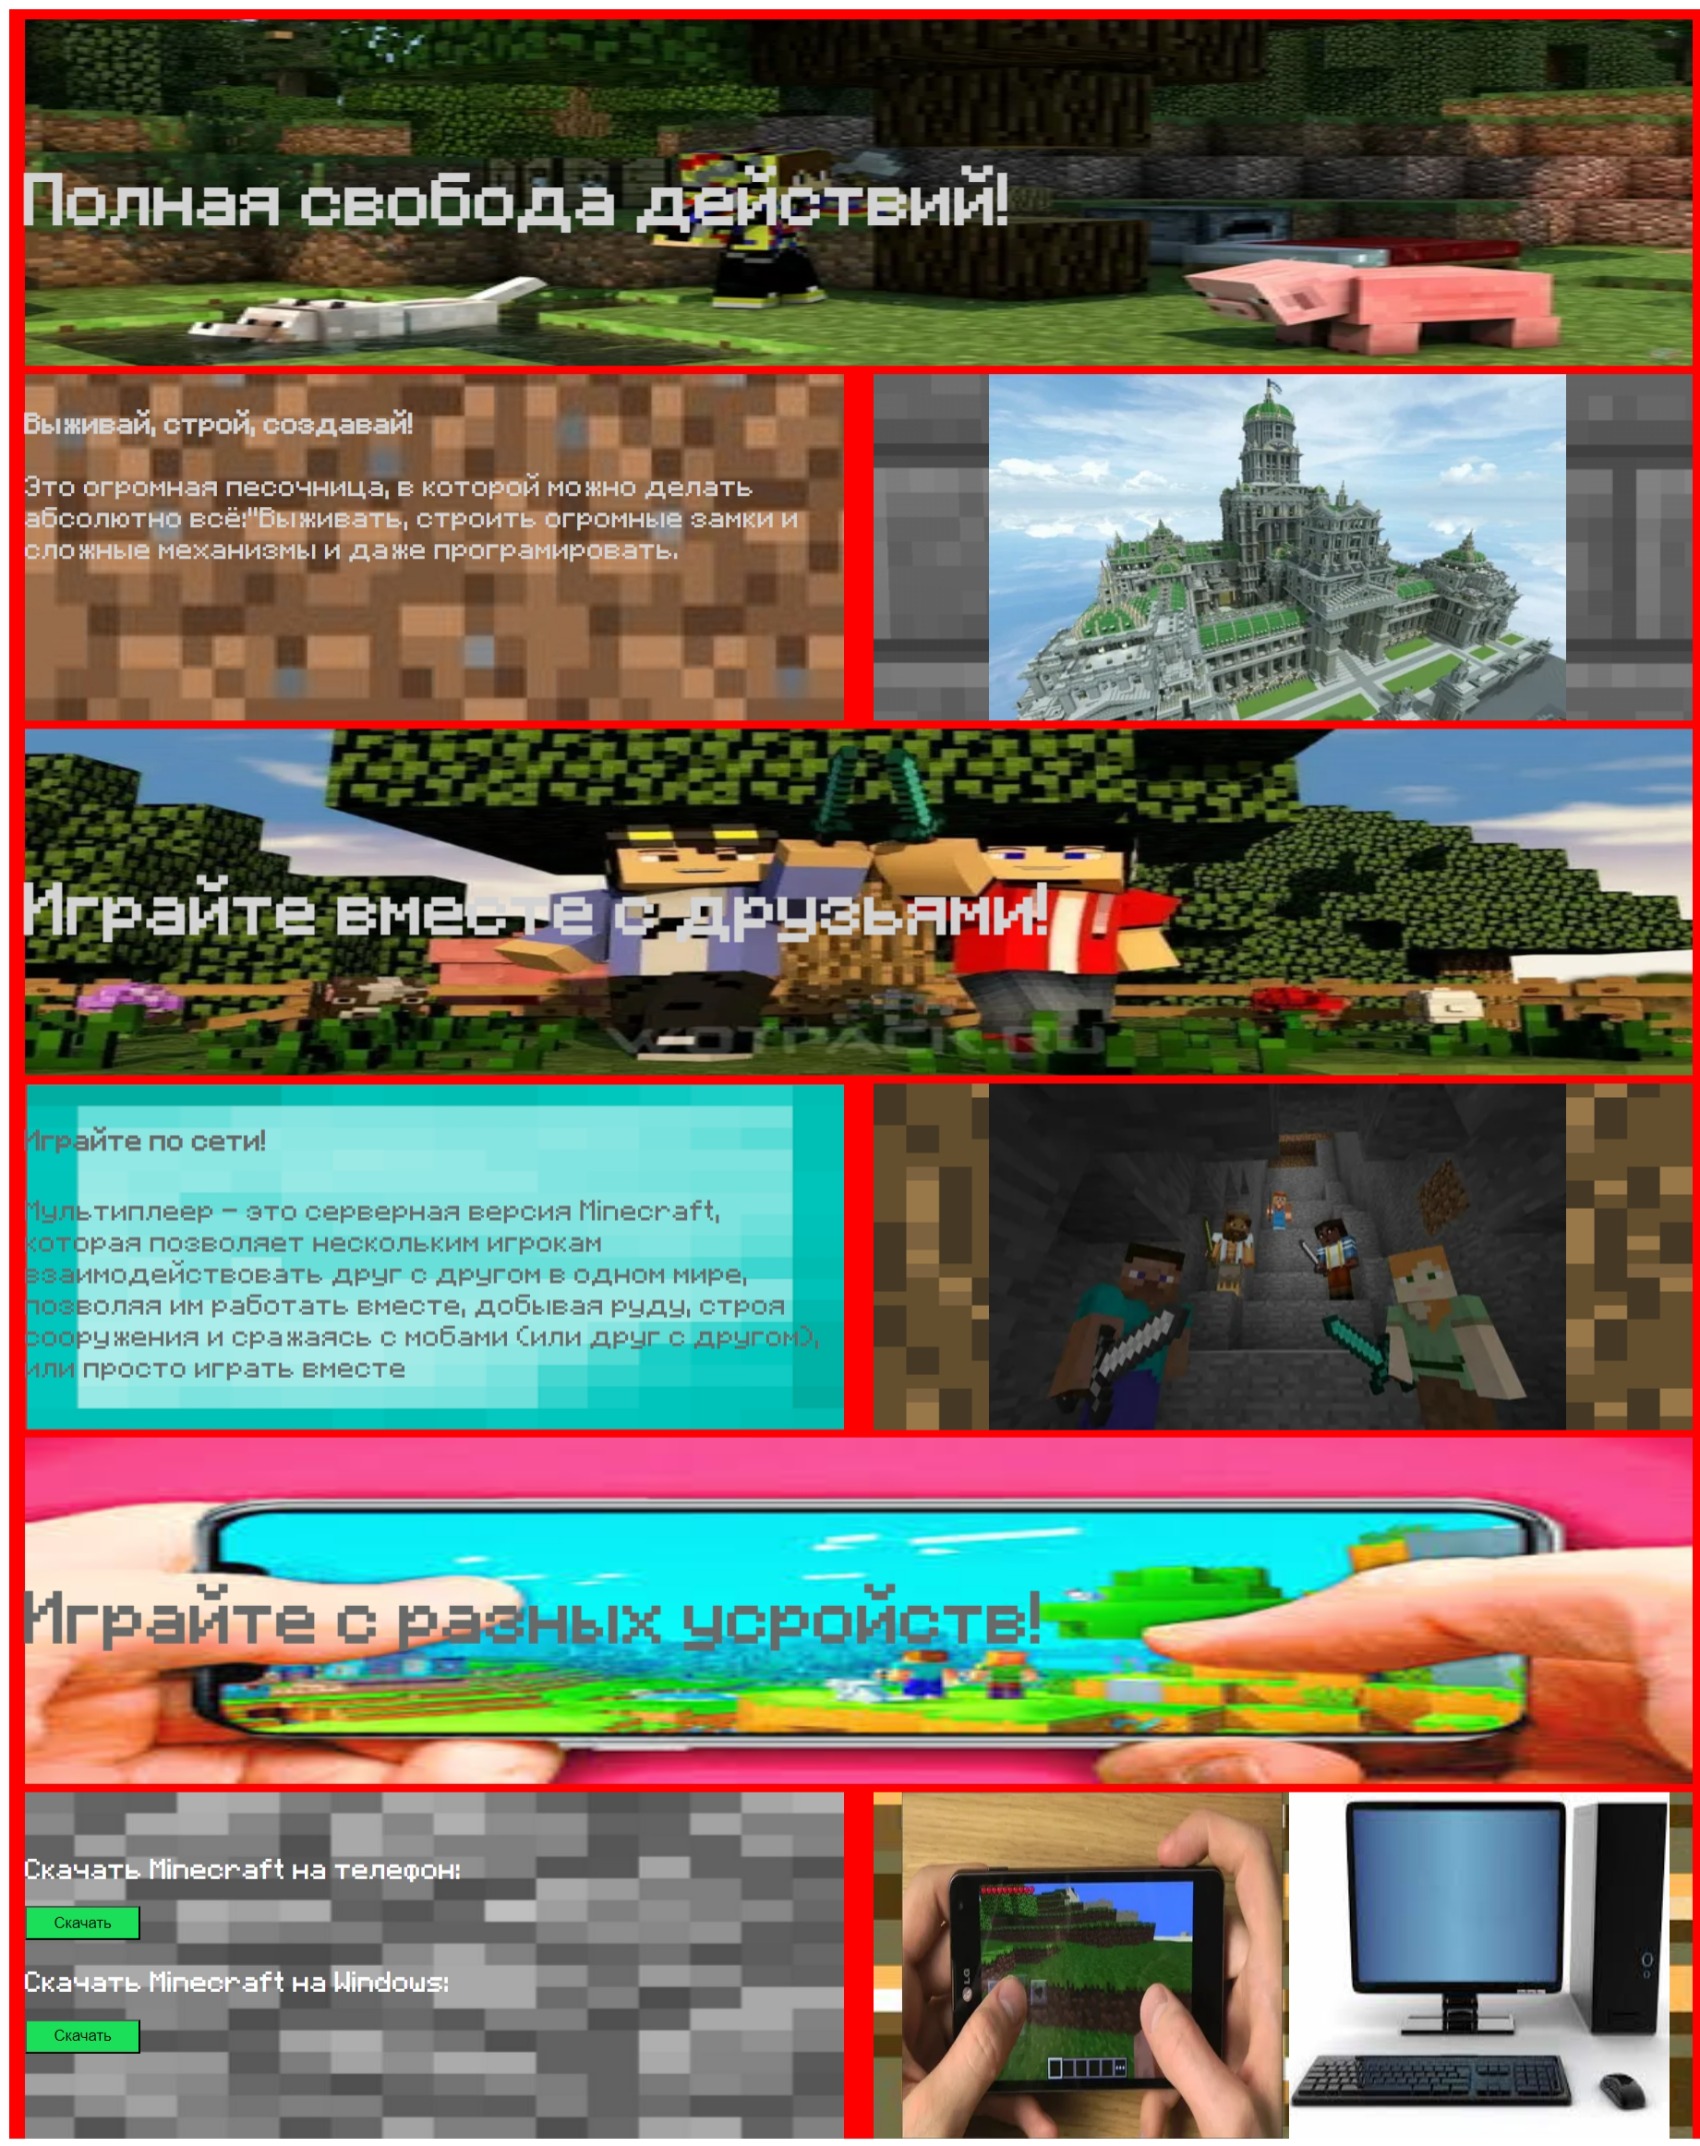 Полная свобода действий!
Выживай, строй, создавай!
Это огромная песочница, в которой можно делать
абсолютно всё:"Выживать, строить огромные замки и
сложные механизмы и даже програмировать.
Играйте вместе с друзьями!
WOTPACK.RU
Играйте по сети!
Мультиплеер - это серверная версия Minecraft,
которая позволяет нескольким игрокам
взаимодействовать друг с другом в одном мире,
позволяя им работать вместе, добывая руду, строя
сооружения и сражаясь с мобами (или друг с другом),
или просто играть вместе
Играйте с разных усройств!
Скачать Minecraft на телефон:
Скачать
Скачать Minecraft на Windows:
Скачать
LG